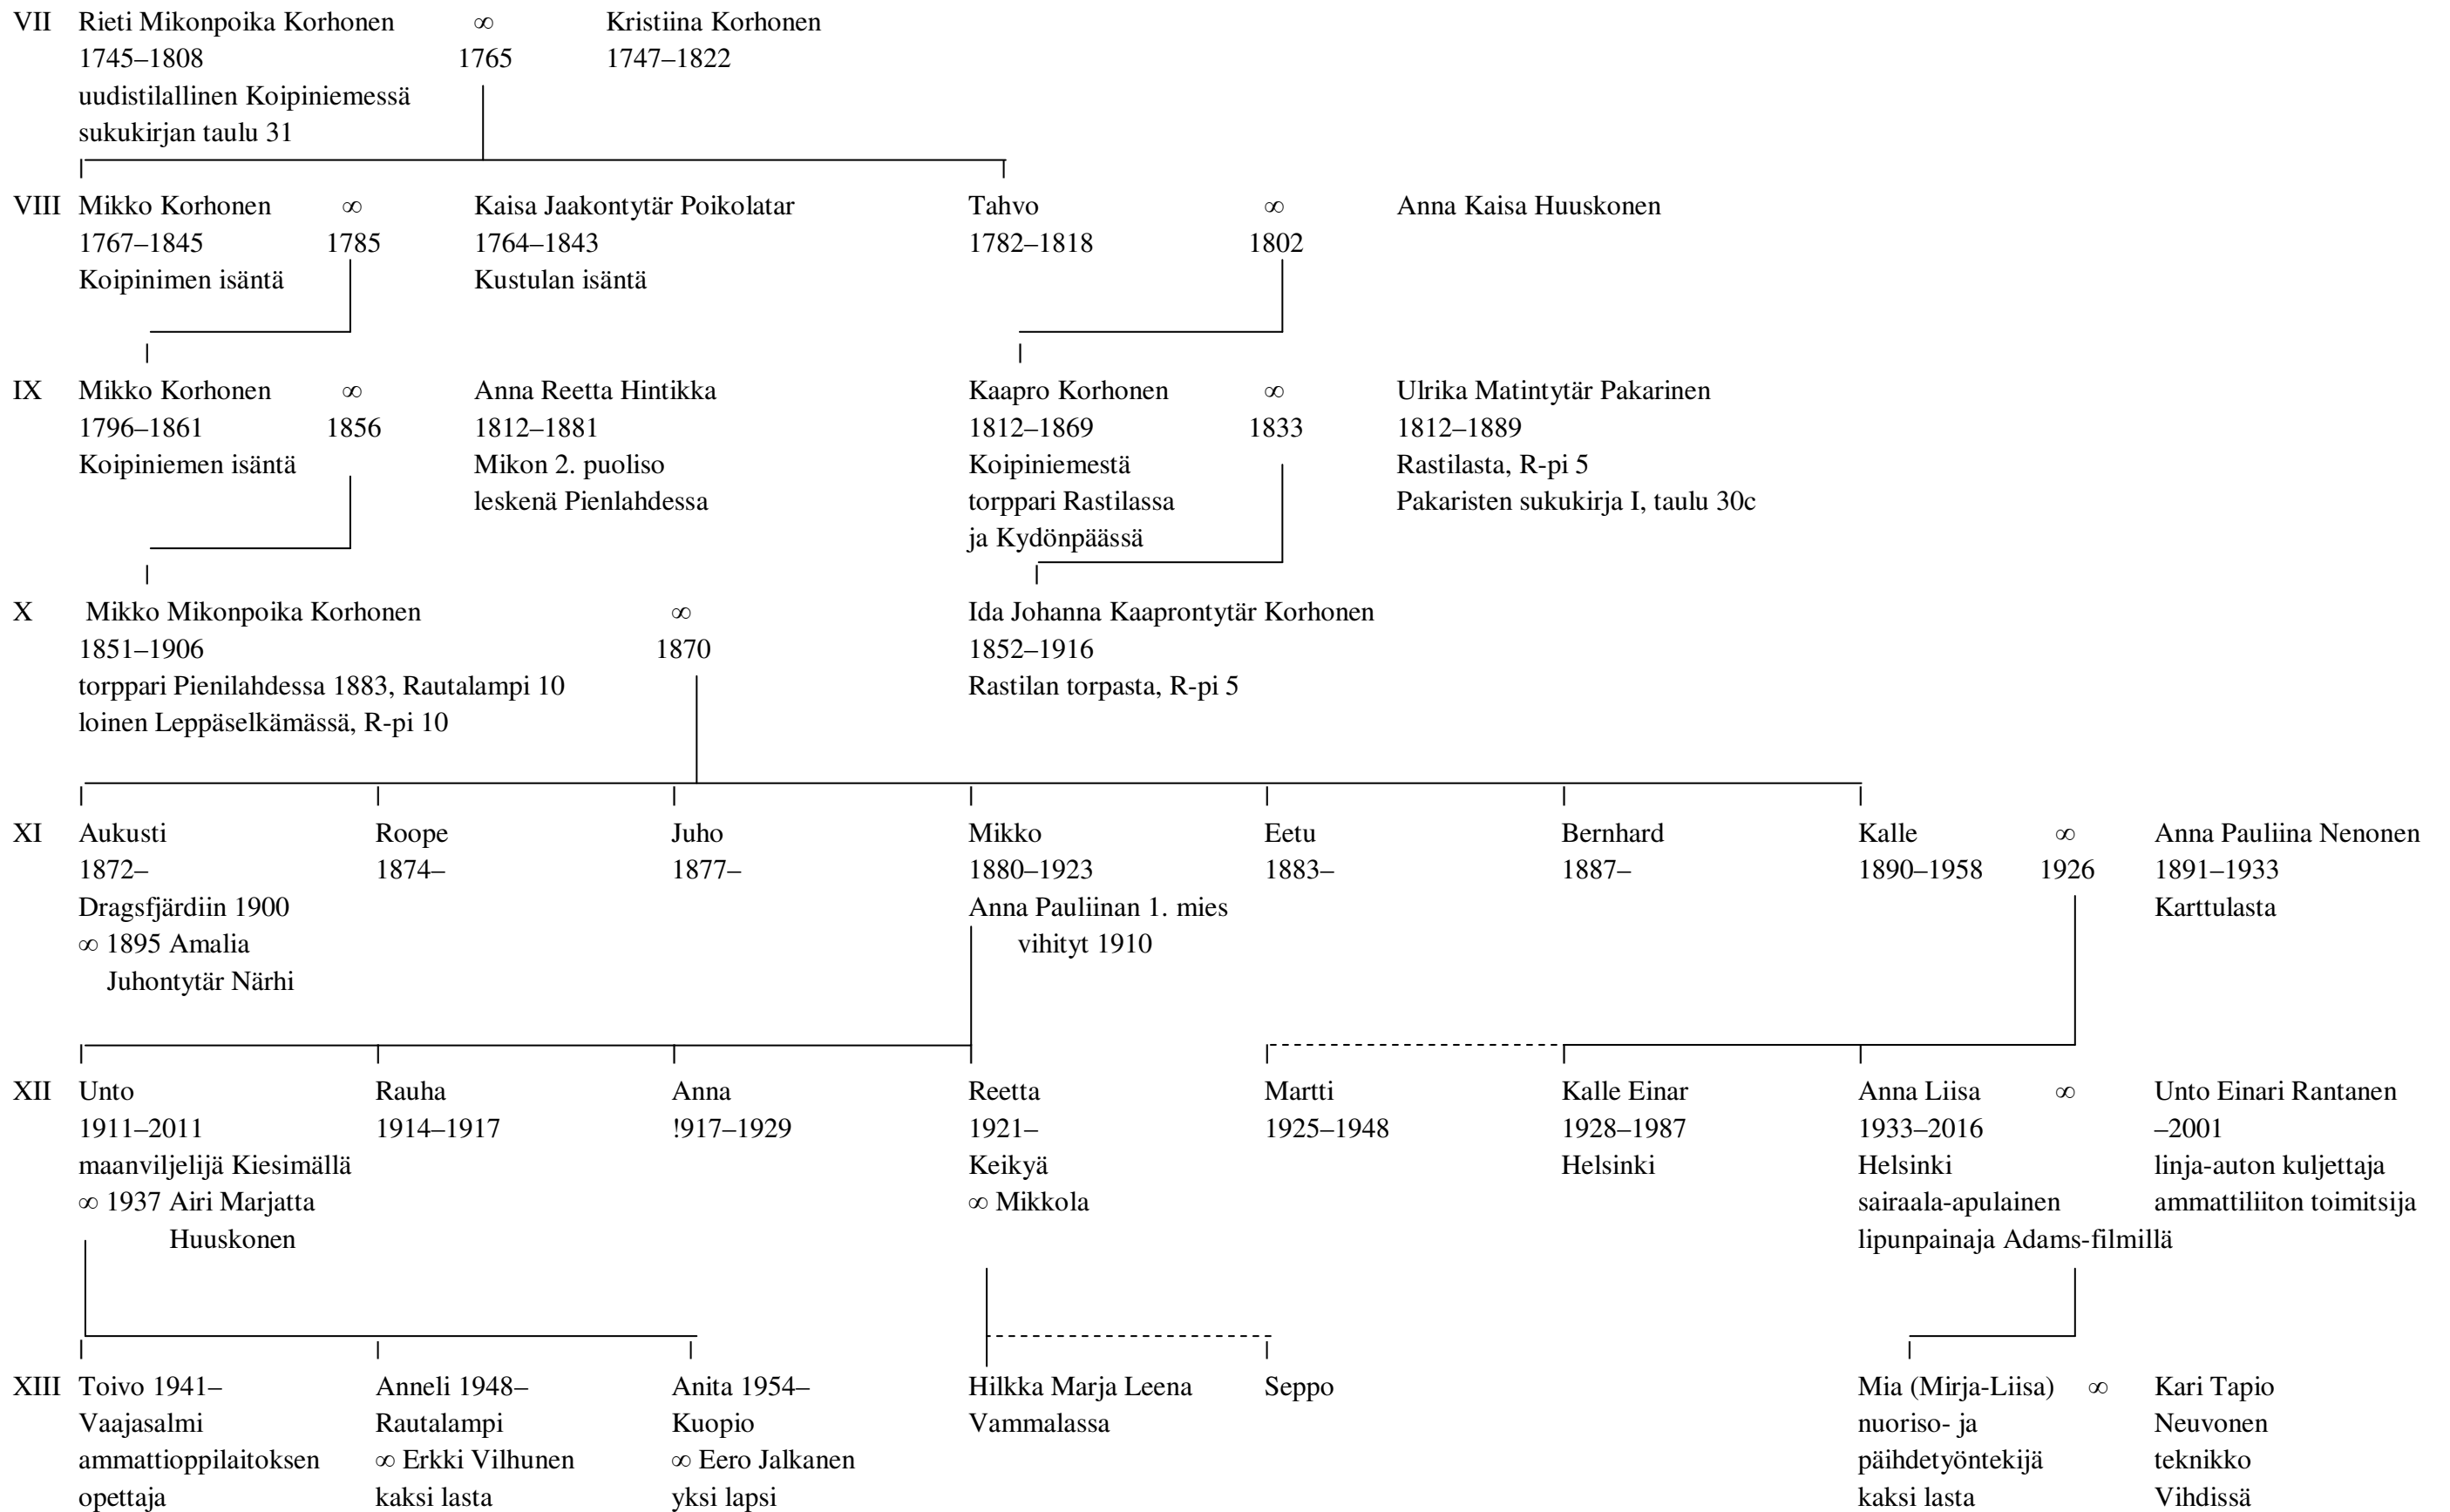 VII Rieti Mikonpoika Korhonen ∞ Kristiina Korhonen
1745–1808 1765 1747–1822
uudistilallinen Koipiniemessä
sukukirjan taulu 31
VIII Mikko Korhonen ∞ Kaisa Jaakontytär Poikolatar Tahvo ∞ Anna Kaisa Huuskonen
1767–1845 1785 1764–1843 1782–1818 1802
Koipinimen isäntä Kustulan isäntä
IX Mikko Korhonen ∞ Anna Reetta Hintikka Kaapro Korhonen ∞ Ulrika Matintytär Pakarinen
1796–1861 1856 1812–1881 1812–1869 1833 1812–1889
Koipiniemen isäntä Mikon 2. puoliso Koipiniemestä Rastilasta, R-pi 5
leskenä Pienlahdessa torppari Rastilassa Pakaristen sukukirja I, taulu 30c
ja Kydönpäässä
X Mikko Mikonpoika Korhonen ∞ Ida Johanna Kaaprontytär Korhonen
1851–1906 1870 1852–1916
torppari Pienilahdessa 1883, Rautalampi 10 Rastilan torpasta, R-pi 5
loinen Leppäselkämässä, R-pi 10
XI Aukusti Roope Juho Mikko Eetu Bernhard Kalle ∞ Anna Pauliina Nenonen
1872– 1874– 1877– 1880–1923 1883– 1887– 1890–1958 1926 1891–1933
Dragsfjärdiin 1900 Anna Pauliinan 1. mies Karttulasta
∞ 1895 Amalia vihityt 1910
Juhontytär Närhi
XII Unto Rauha Anna Reetta Martti Kalle Einar Anna Liisa ∞ Unto Einari Rantanen
1911–2011 1914–1917 !917–1929 1921– 1925–1948 1928–1987 1933–2016 –2001
maanviljelijä Kiesimällä Keikyä Helsinki Helsinki linja-auton kuljettaja
∞ 1937 Airi Marjatta ∞ Mikkola sairaala-apulainen ammattiliiton toimitsija
Huuskonen lipunpainaja Adams-filmillä
XIII Toivo 1941– Anneli 1948– Anita 1954– Hilkka Marja Leena Seppo Mia (Mirja-Liisa) ∞ Kari Tapio
Vaajasalmi Rautalampi Kuopio Vammalassa nuoriso- ja Neuvonen
ammattioppilaitoksen ∞ Erkki Vilhunen ∞ Eero Jalkanen päihdetyöntekijä teknikko
opettaja kaksi lasta yksi lapsi kaksi lasta Vihdissä